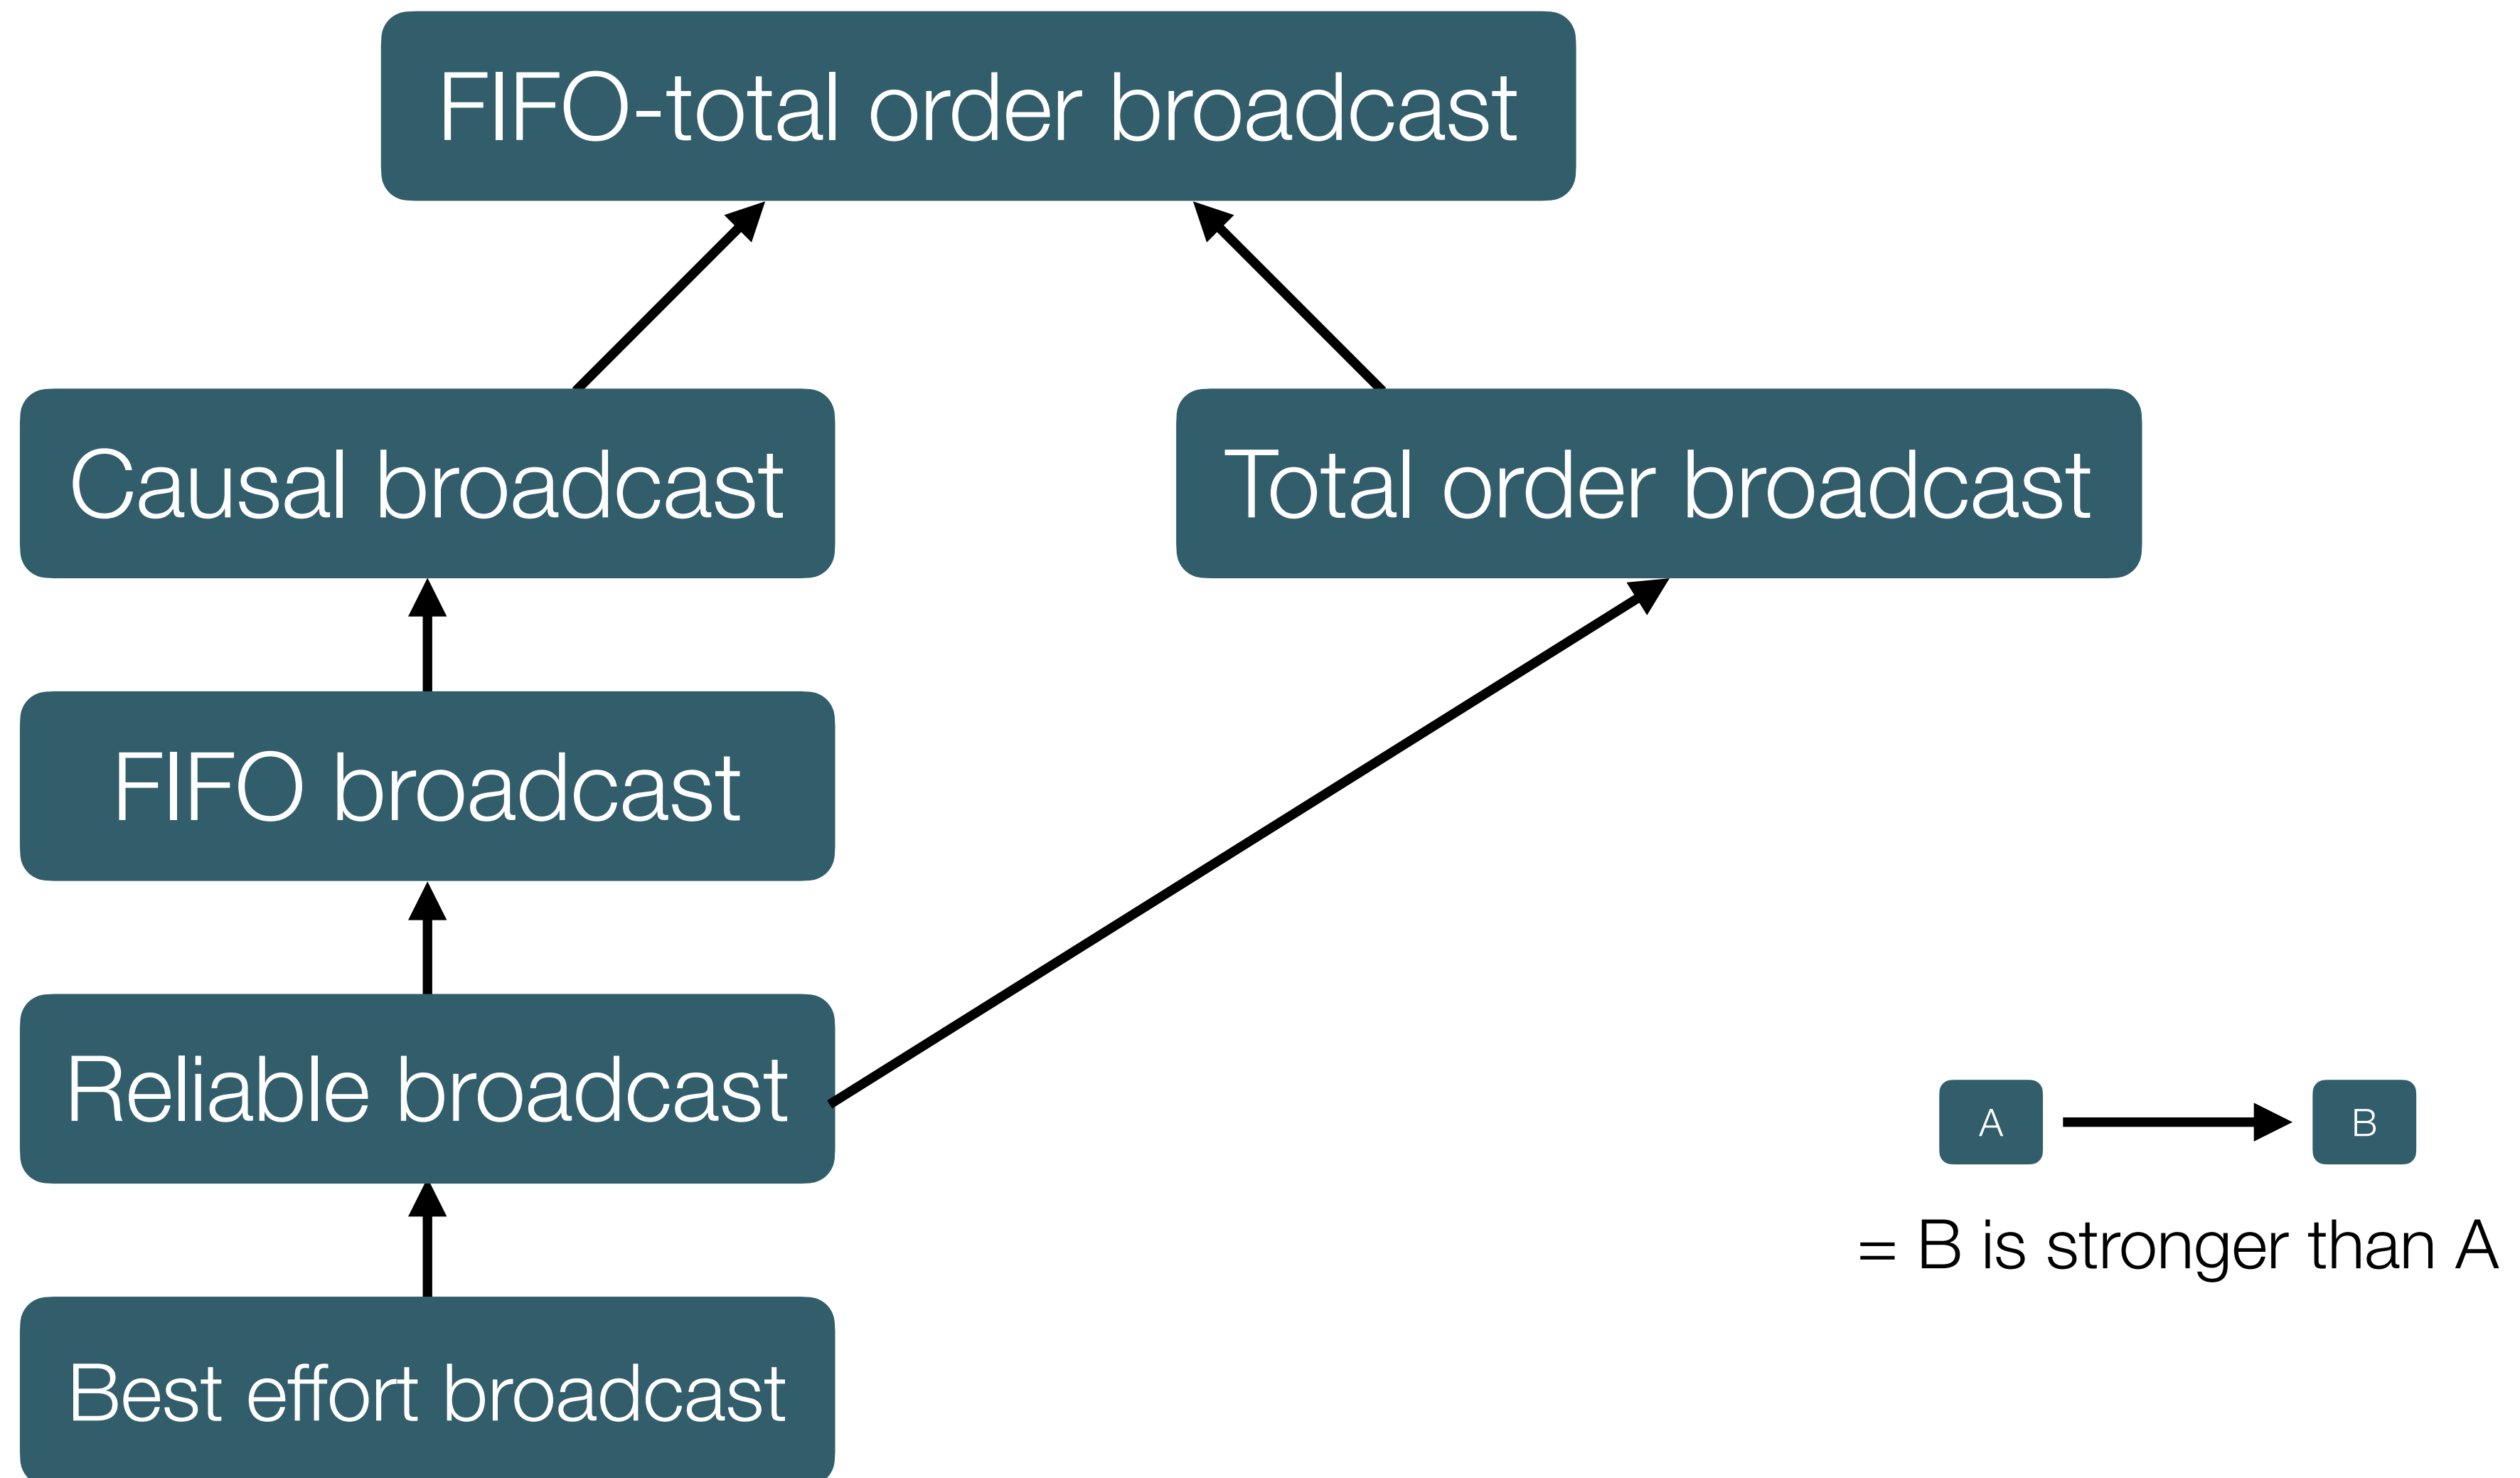 FIFO-total order broadcast
Causal broadcast
Total order broadcast
FIFO broadcast
Reliable broadcast
A
B
= B is stronger than A
Best effort broadcast